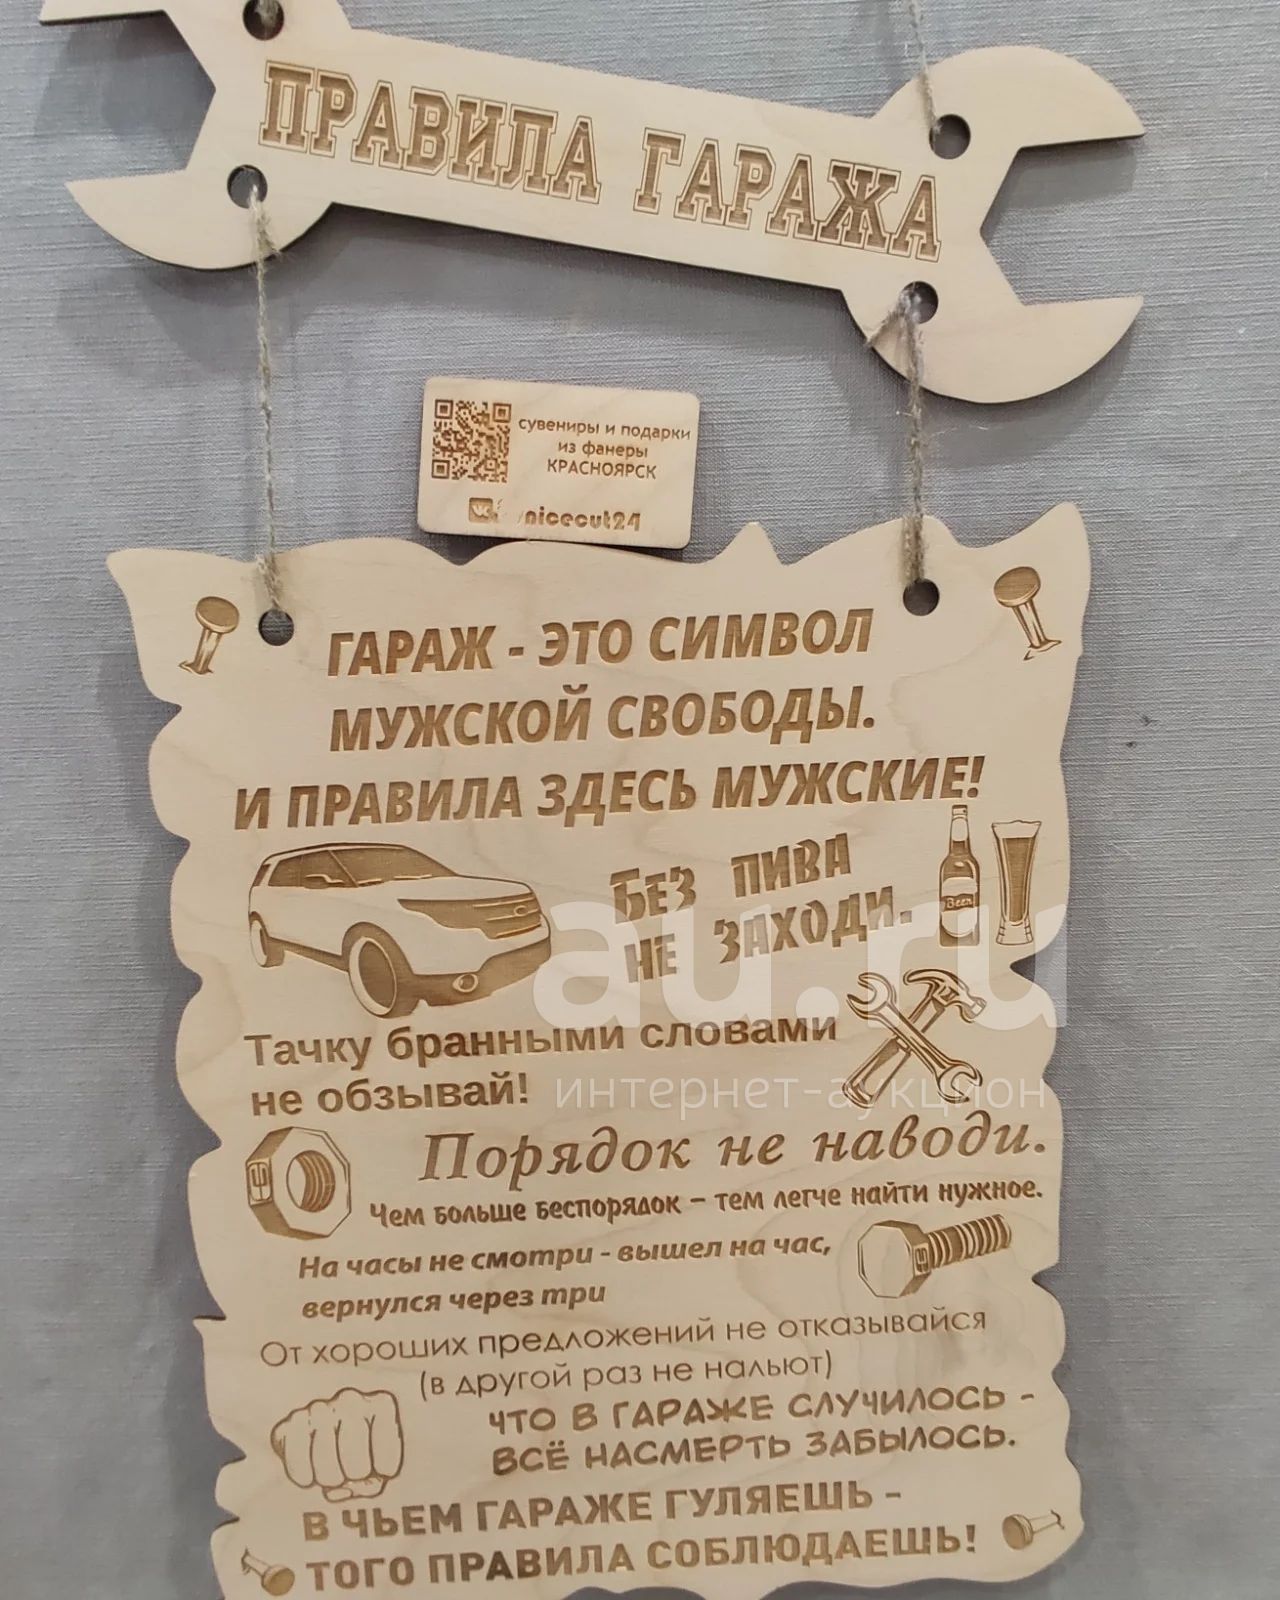 ПРАВИЛА ГАРАЖА
сувениры и подарки
из фанеры
КРАСНОЯРСК
nicecut24
ГАРАЖ - ЭТО СИМВОЛ
МУЖСКОЙ СВОБОДЫ.
И ПРАВИЛА ЗДЕСЬ МУЖСКИЕ!
БЕЗ ПИВА
НЕ ЗАХОДИ.
Beer
au.ru
интернет-аукцион
Тачку бранными словами
не обзывай!
Порядок не наводи.
Чем больше беспорядок – тем легче найти нужное.
На часы не смотри - вышел на час,
вернулся через три
От хороших предложений не отказывайся
(в другой раз не нальют)
ЧТО В ГАРАЖЕ СЛУЧИЛОСЬ -
ВСЁ НАСМЕРТЬ ЗАБЫЛОСЬ.
В ЧЬЕМ ГАРАЖЕ ГУЛЯЕШЬ -
ТОГО ПРАВИЛА СОБЛЮДАЕШЬ!